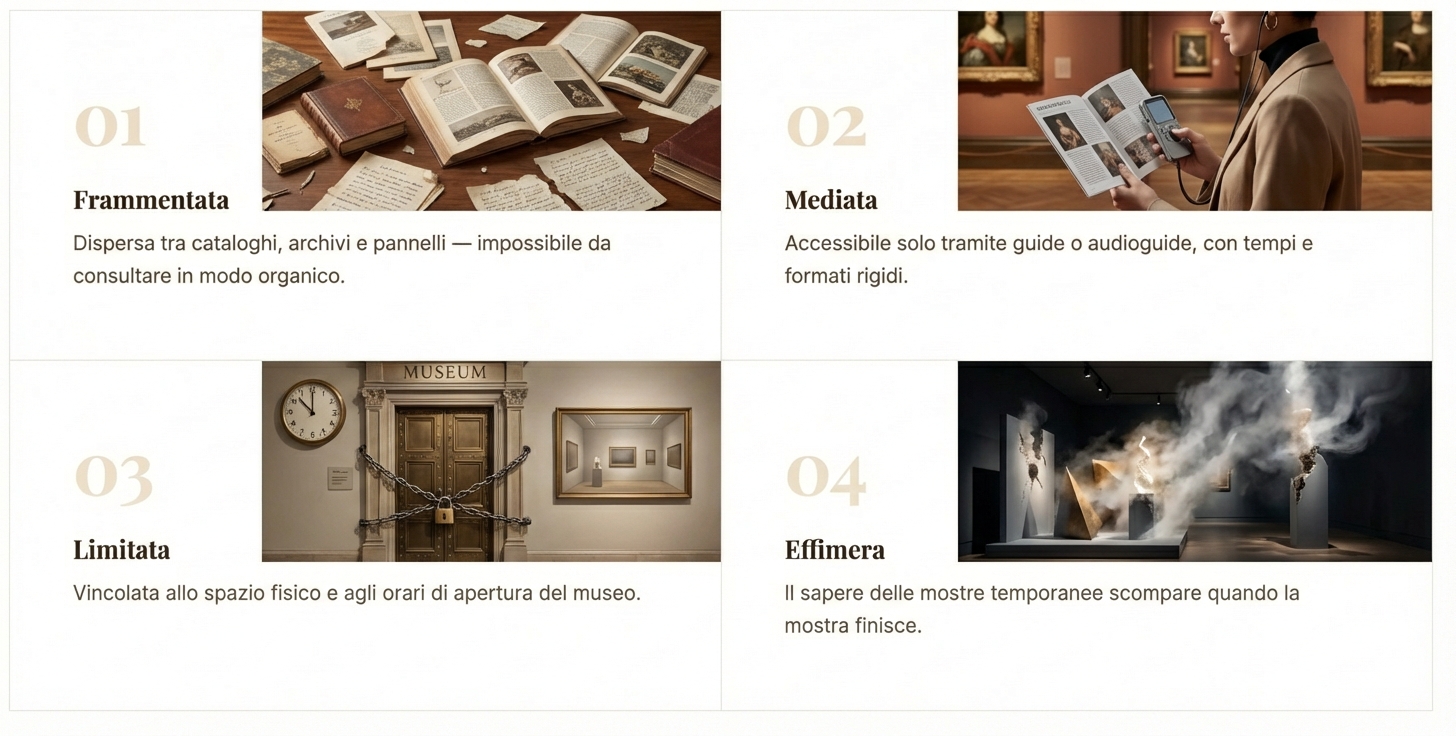 01
Frammentata
Dispersa tra cataloghi, archivi e pannelli — impossibile da
consultare in modo organico.
02
Mediata
Accessibile solo tramite guide o audioguide, con tempi e
formati rigidi.
MUSEUM
03
Limitata
Vincolata allo spazio fisico e agli orari di apertura del museo.
04
Effimera
Il sapere delle mostre temporanee scompare quando la
mostra finisce.